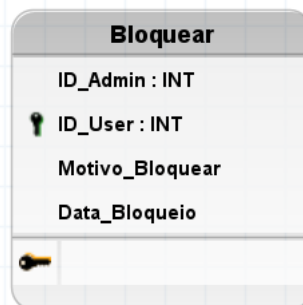 Bloquear
ID_Admin : INT
ID_User : INT
Motivo_Bloquear
Data_Bloqueio